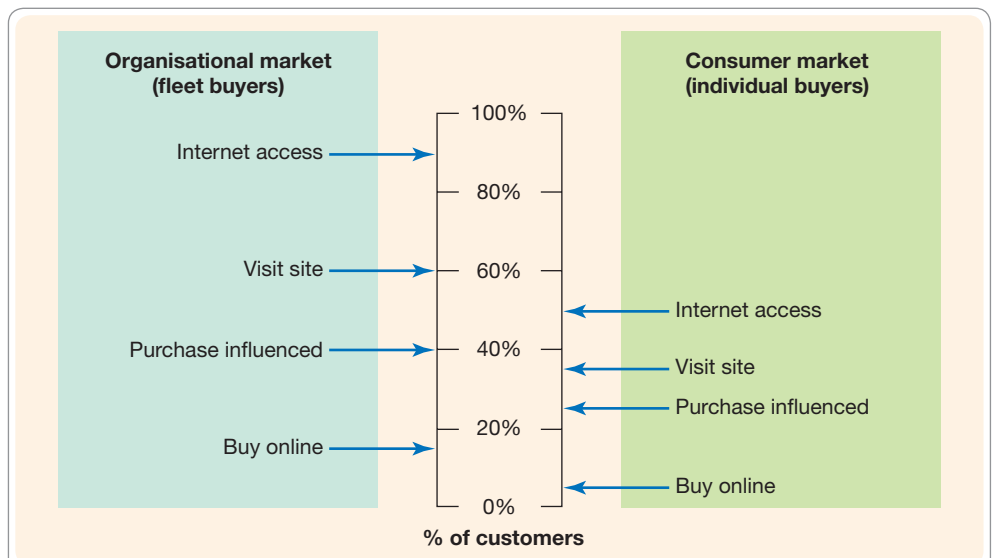 Organisational market
(fleet buyers)
Consumer market
(individual buyers)
100%
Internet access
80%
Visit site
60%
Internet access
Purchase influenced
40%
Visit site
Purchase influenced
20%
Buy online
Buy online
0%
% of customers